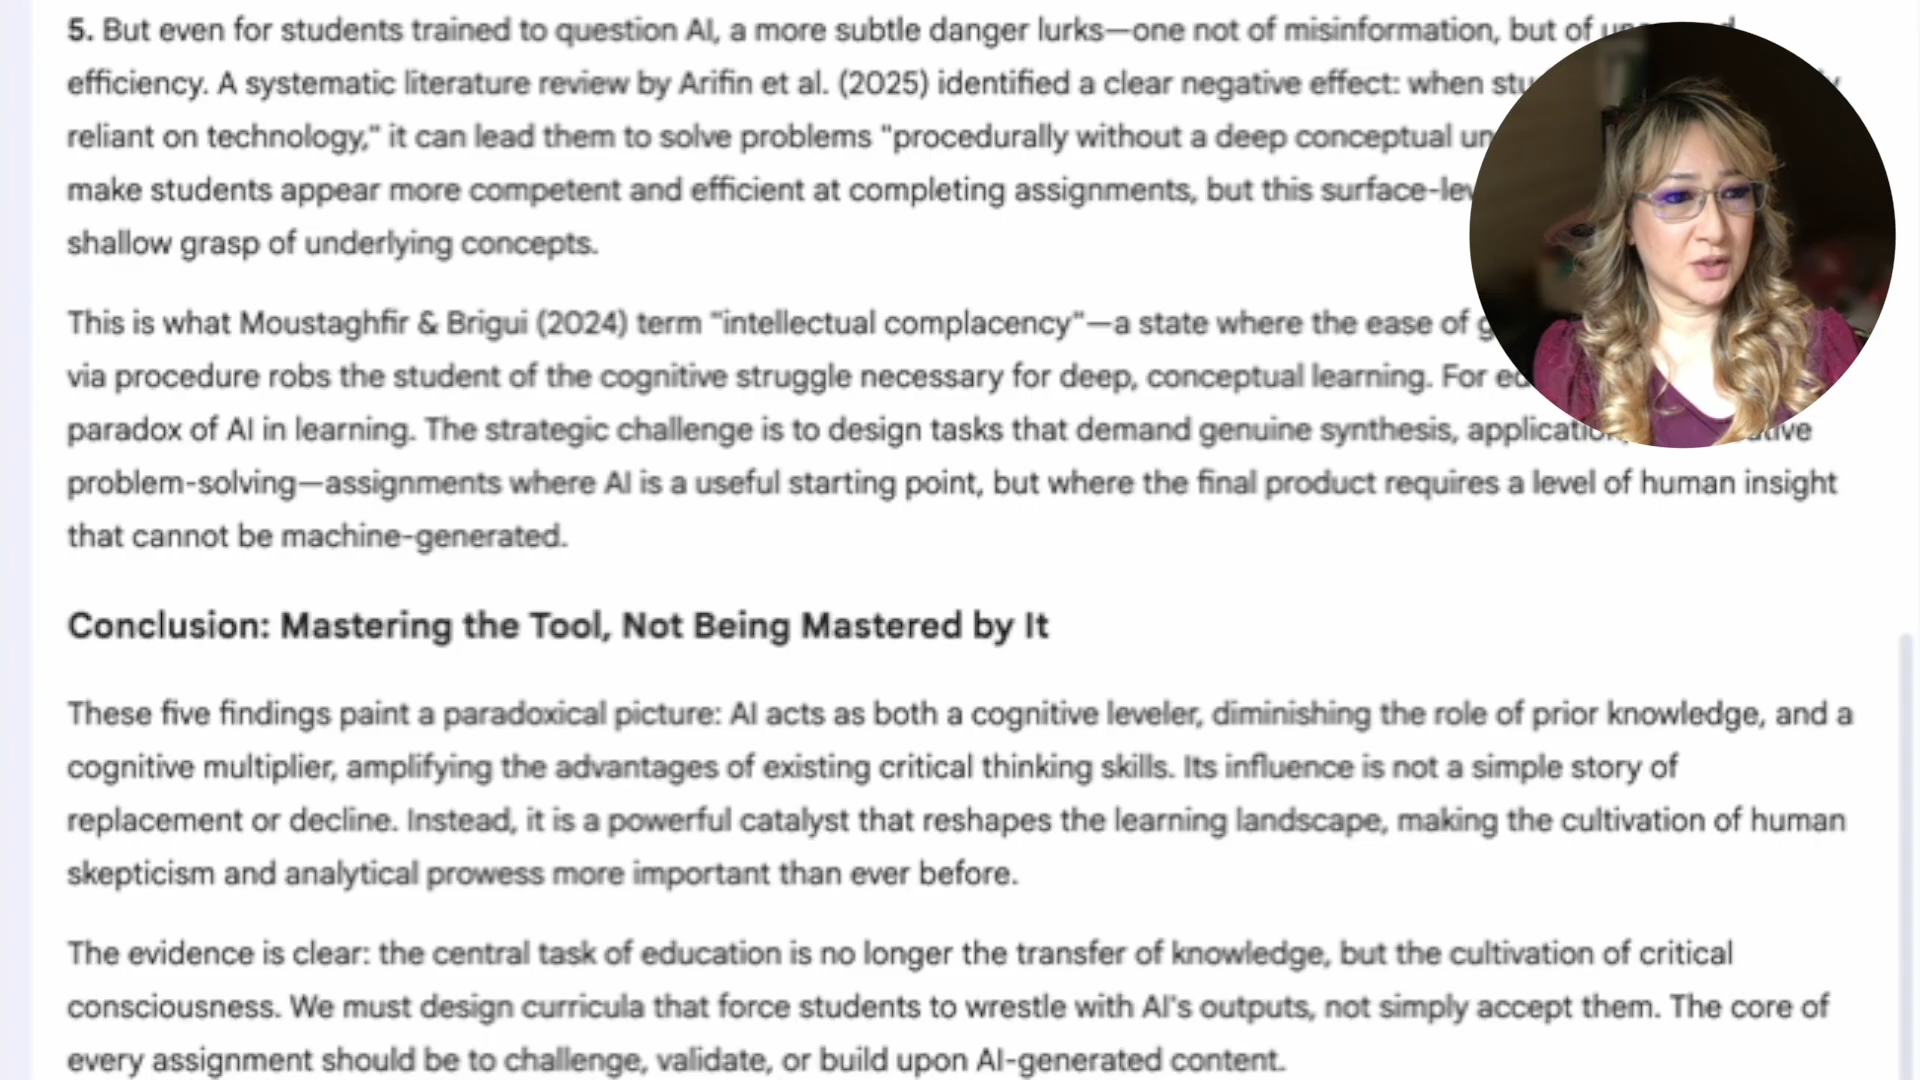 5. But even for students trained to question AI, a more subtle danger lurks—one not of misinformation, but of
efficiency. A systematic literature review by Arifin et al. (2025) identified a clear negative effect: when
reliant on technology," it can lead them to solve problems "procedurally without a deep conceptual
make students appear more competent and efficient at completing assignments, but this
shallow grasp of underlying concepts.
This is what Moustaghfir & Brigui (2024) term "intellectual complacency"—a state where the ease of
via procedure robs the student of the cognitive struggle necessary for deep, conceptual learning. For
paradox of AI in learning. The strategic challenge is to design tasks that demand genuine synthesis,
problem-solving—assignments where AI is a useful starting point, but where the final product requires a level of human insight
that cannot be machine-generated.
Conclusion: Mastering the Tool, Not Being Mastered by It
These five findings paint a paradoxical picture: AI acts as both a cognitive leveler, diminishing the role of prior knowledge, and a
cognitive multiplier, amplifying the advantages of existing critical thinking skills. Its influence is not a simple story of
replacement or decline. Instead, it is a powerful catalyst that reshapes the learning landscape, making the cultivation of human
skepticism and analytical prowess more important than ever before.
The evidence is clear: the central task of education is no longer the transfer of knowledge, but the cultivation of critical
consciousness. We must design curricula that force students to wrestle with AI's outputs, not simply accept them. The core of
every assignment should be to challenge, validate, or build upon AI-generated content.